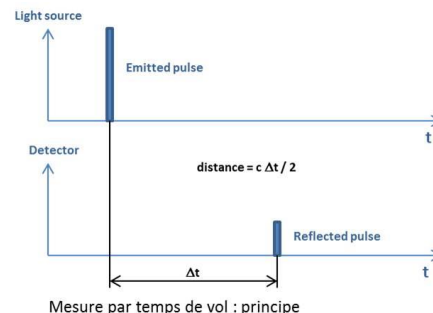 Light source
Emitted pulse
t
Detector
distance = c Δt / 2
Reflected pulse
t
Δt
Mesure par temps de vol : principe